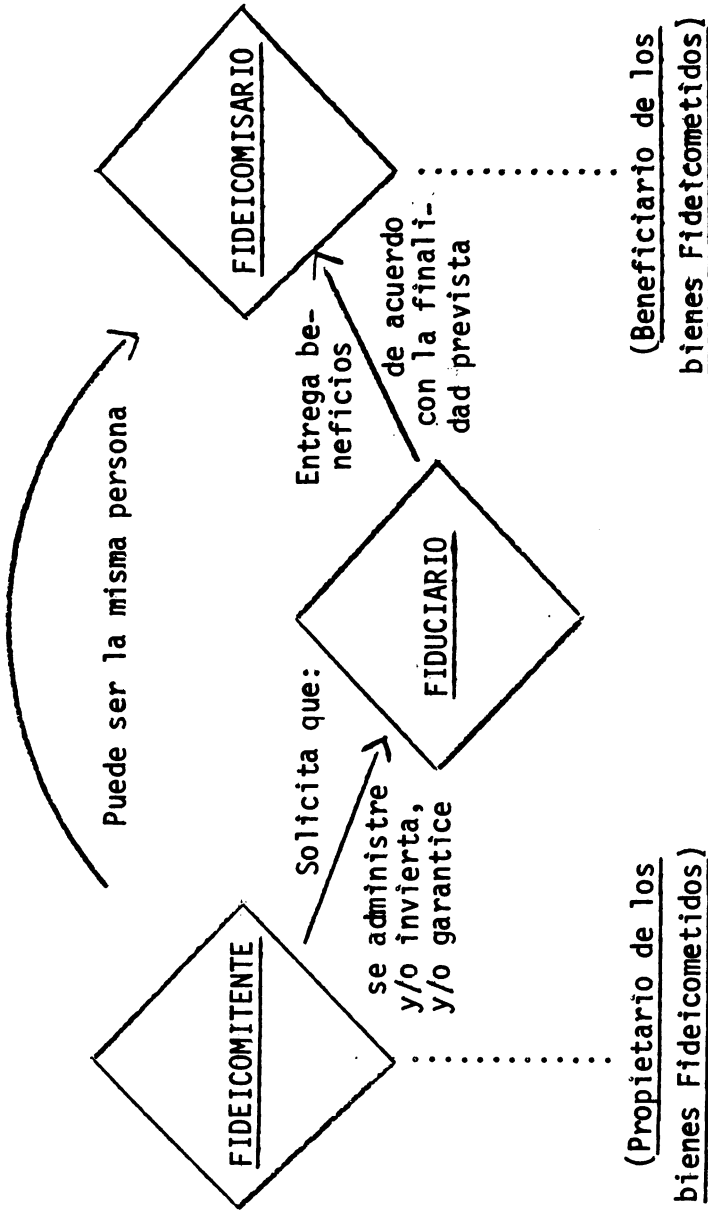 Puede ser la misma persona
FIDEICOMITENTE
Solicita que:
se administre
y/o invierta,
y/o garantice
FIDUCIARIO
Entrega be-
neficios
de acuerdo
con la finali-
dad prevista
FIDEICOMISARIO
(Propietario de los
bienes Fideicometidos)
(Beneficiario de los
bienes Fideicometidos)